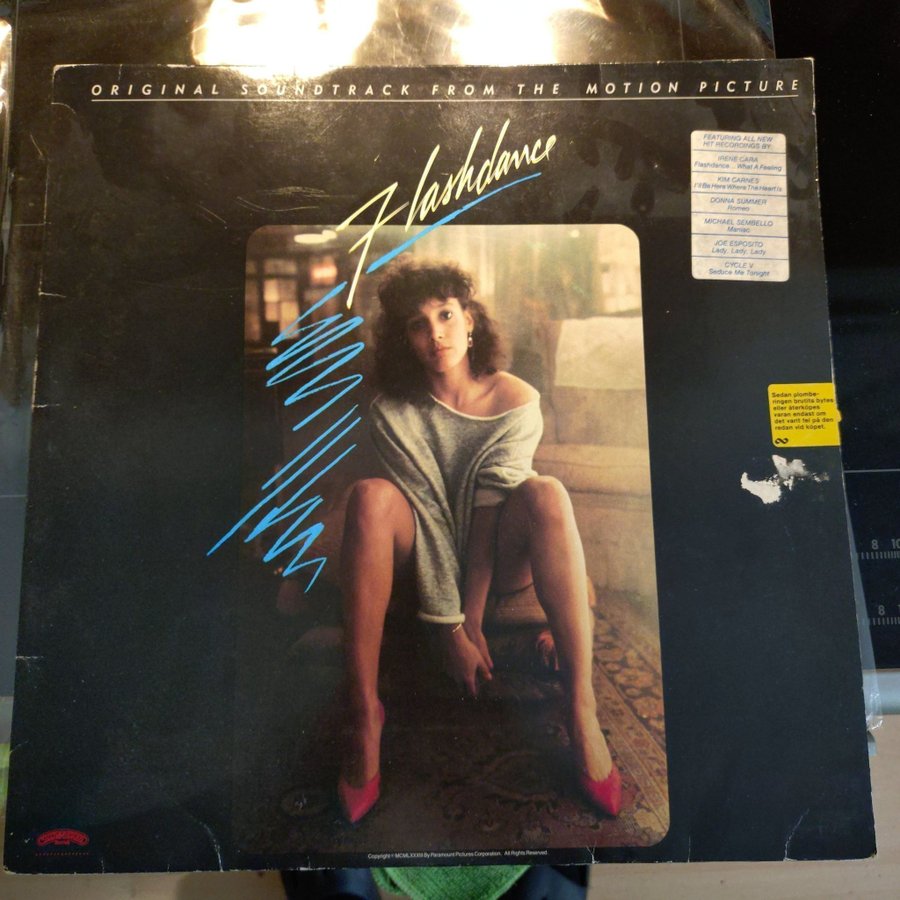 ORIGINAL SOUNDTRACK FROM THE MOTION PICTURE
Flashdance
FEATURING ALL NEW
HIT RECORDINGS BY:
IRENE CARA
Flashdance... What A Feeling
KIM CARNES
I'll Be Here Where The Heart Is
DONNA SUMMER
Romeo
MICHAEL SEMBELLO
Maniac
JOE ESPOSITO
Lady, Lady, Lady
CYCLE V
Seduce Me Tonight
Sedan plombe-
ringen brutits bytes
eller återköpes
varan endast om
det varit fel på den
redan vid köpet.
8 10
8
Copyright © MCMLXXXIII By Paramount Pictures Corporation. All Rights Reserved.